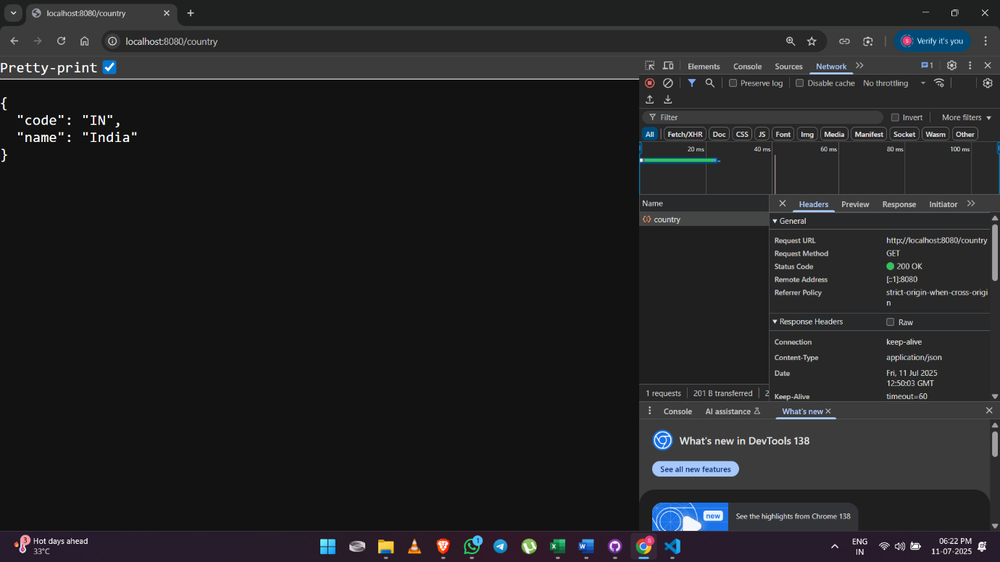 localhost:8080/country
localhost:8080/country
Verify it's you
Pretty-print
{
"code": "IN",
"name": "India"
}
Elements Console Sources Network 1
Preserve log Disable cache No throttling
Filter Invert More filters
All Fetch/XHR Doc CSS JS Font Img Media Manifest Socket Wasm Other
20 ms 40 ms 60 ms 80 ms 100 ms
Name
country
1 requests 201 B transferred 2
Headers Preview Response Initiator
General
Request URL http://localhost:8080/country
Request Method GET
Status Code 200 OK
Remote Address [::1]:8080
Referrer Policy strict-origin-when-cross-origi
n
Response Headers Raw
Connection keep-alive
Content-Type application/json
Date Fri, 11 Jul 2025
12:50:03 GMT
Keep-Alive timeout=60
Console AI assistance What's new
What's new in DevTools 138
See all new features
new
See the highlights from Chrome 138
3
Hot days ahead
33°C
1
S
ENG
IN
06:22 PM
11-07-2025